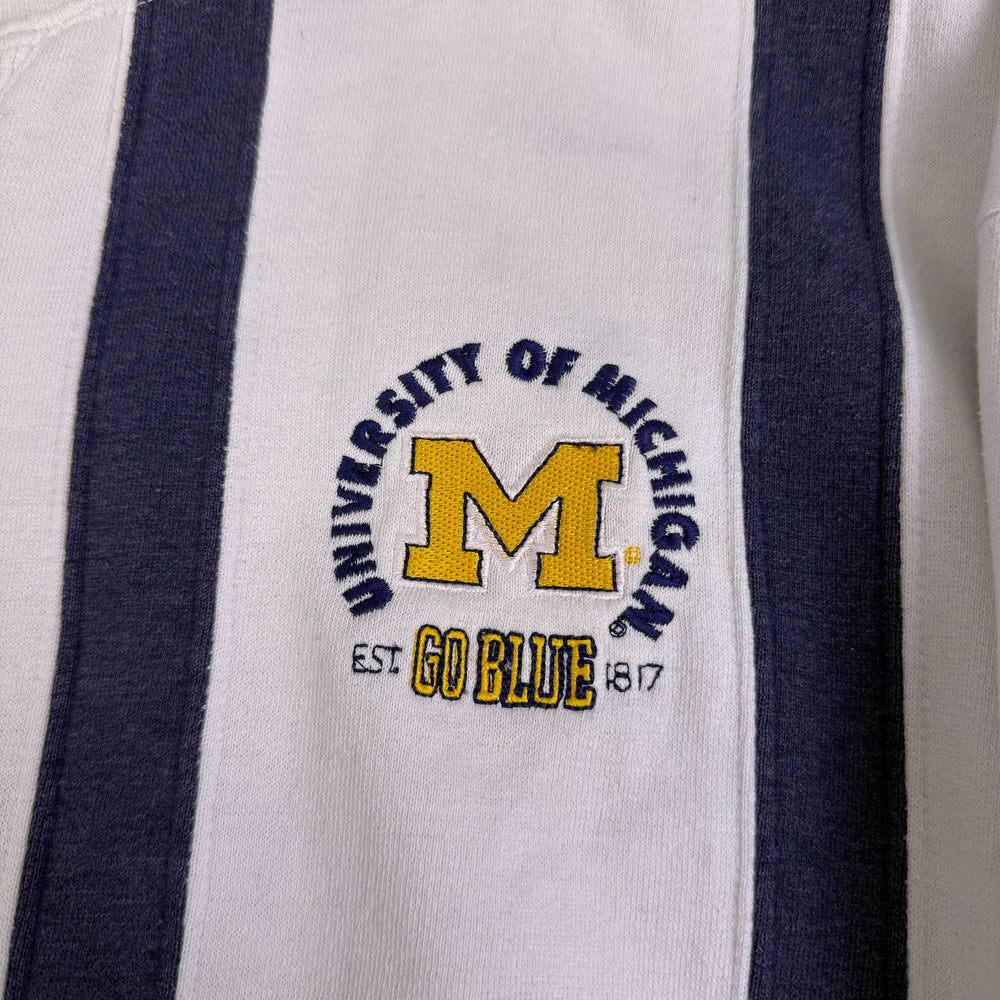 UNIVERSITY OF MICHIGAN®
M®
EST. GO BLUE 1817